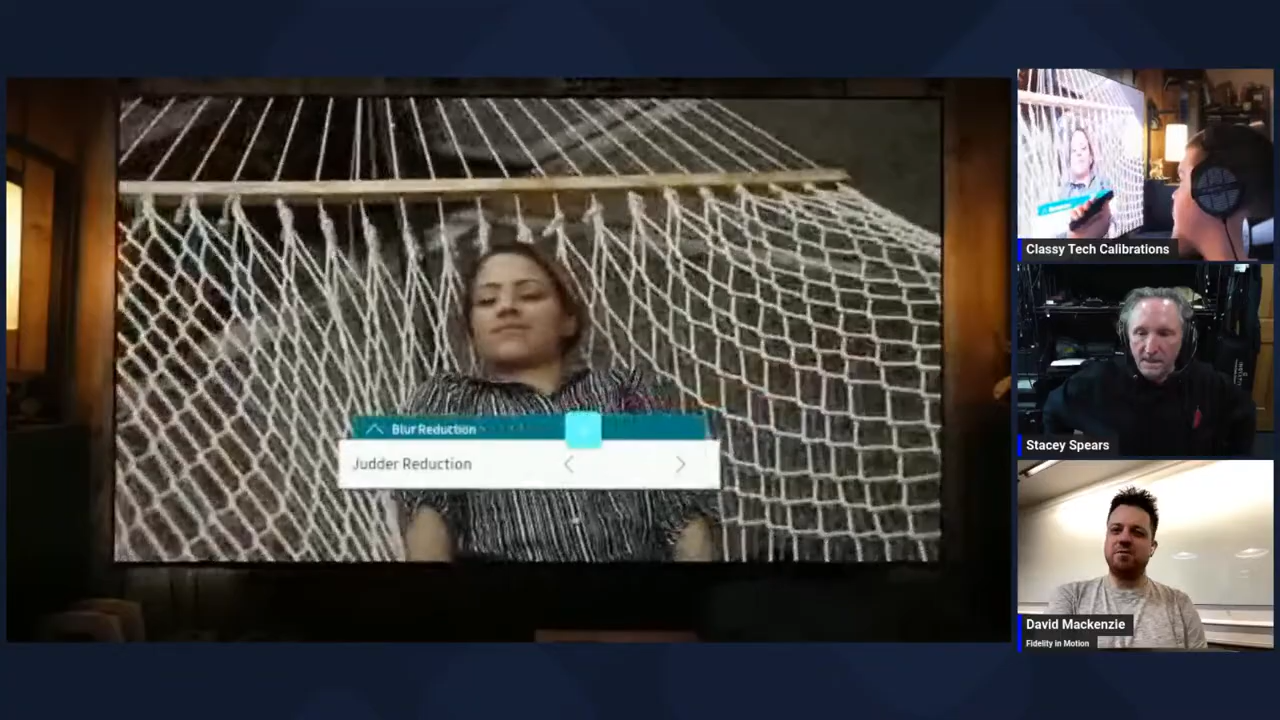 Blur Reduction
Judder Reduction
Classy Tech Calibrations
Stacey Spears
David Mackenzie
Fidelity in Motion